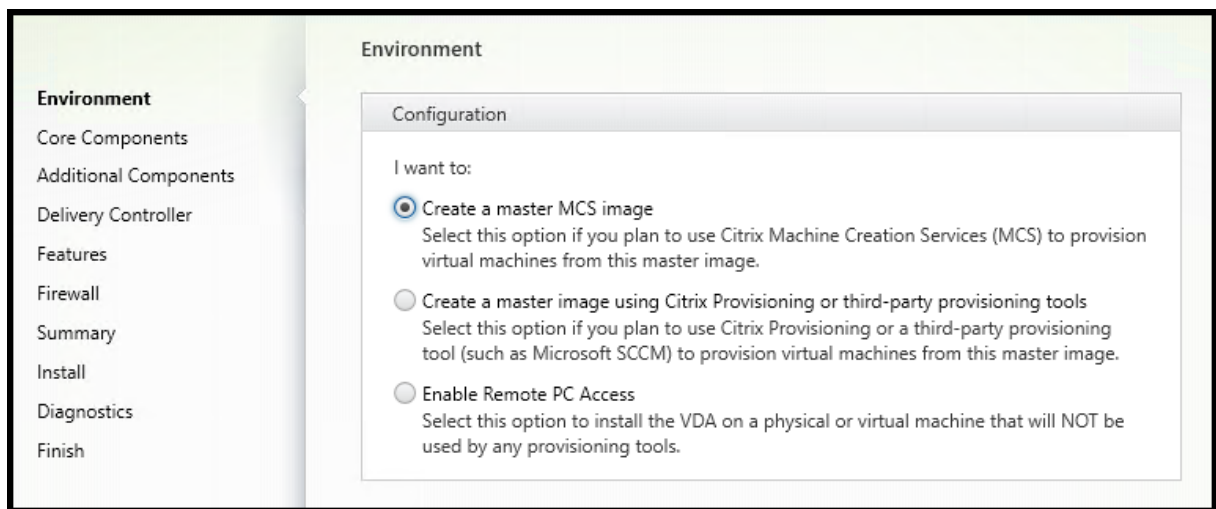 Environment
Core Components
Additional Components
Delivery Controller
Features
Firewall
Summary
Install
Diagnostics
Finish
Environment
Configuration
I want to:
Create a master MCS image
Select this option if you plan to use Citrix Machine Creation Services (MCS) to provision
virtual machines from this master image.
Create a master image using Citrix Provisioning or third-party provisioning tools
Select this option if you plan to use Citrix Provisioning or a third-party provisioning
tool (such as Microsoft SCCM) to provision virtual machines from this master image.
Enable Remote PC Access
Select this option to install the VDA on a physical or virtual machine that will NOT be
used by any provisioning tools.